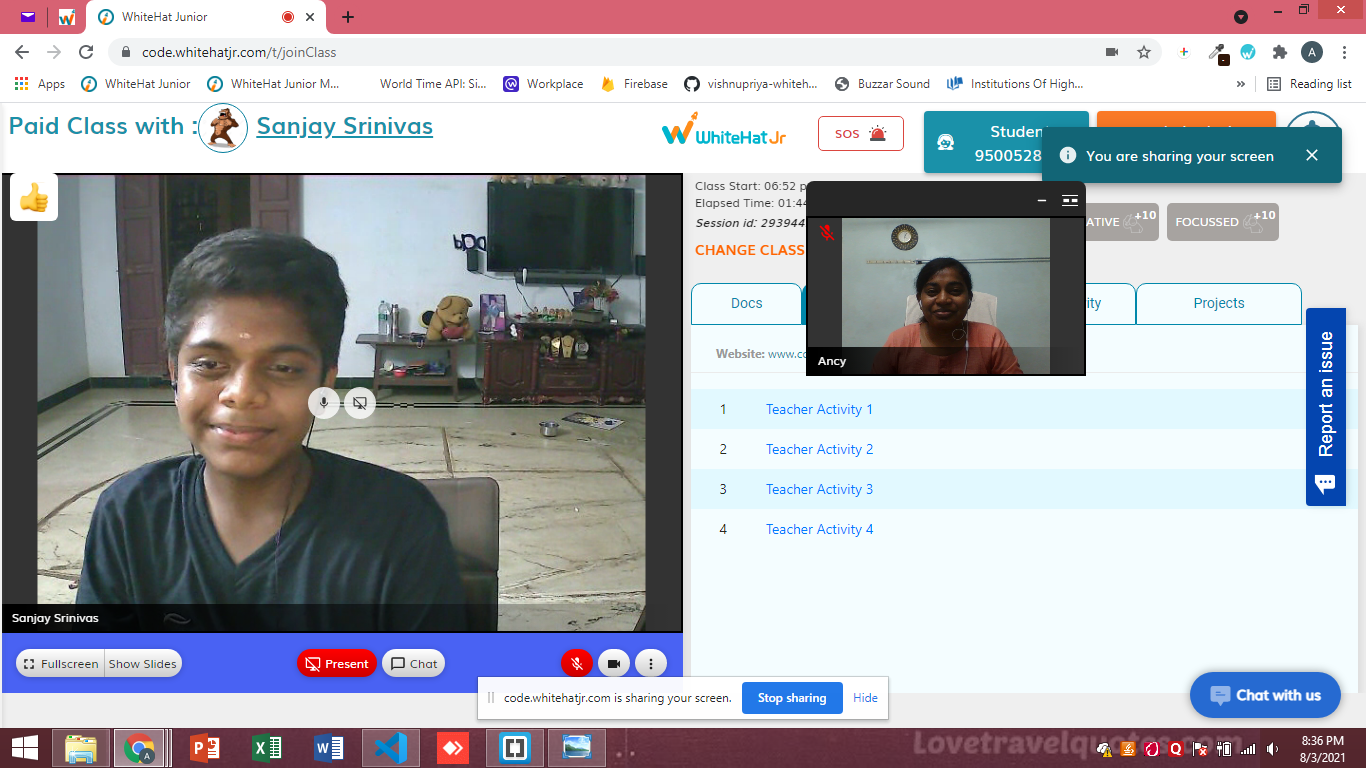 WhiteHat Junior
code.whitehatjr.com/t/joinClass
A
Apps
WhiteHat Junior
WhiteHat Junior M...
World Time API: Si...
Workplace
Firebase
vishnupriya-whiteh...
Buzzar Sound
Institutions Of High...
»
Reading list
Paid Class with :
Sanjay Srinivas
WhiteHat Jr
SOS
Studen
9500528
You are sharing your screen
Class Start: 06:52 p
Elapsed Time: 01:44
Session id: 293944
CHANGE CLASS
ATIVE +10
FOCUSSED +10
Docs
ity
Projects
Website: www.co
Ancy
1 Teacher Activity 1
2 Teacher Activity 2
3 Teacher Activity 3
4 Teacher Activity 4
Report an issue
Sanjay Srinivas
Fullscreen
Show Slides
Present
Chat
code.whitehatjr.com is sharing your screen.
Stop sharing
Hide
Chat with us
Lovetravelquotes.com
8:36 PM
8/3/2021